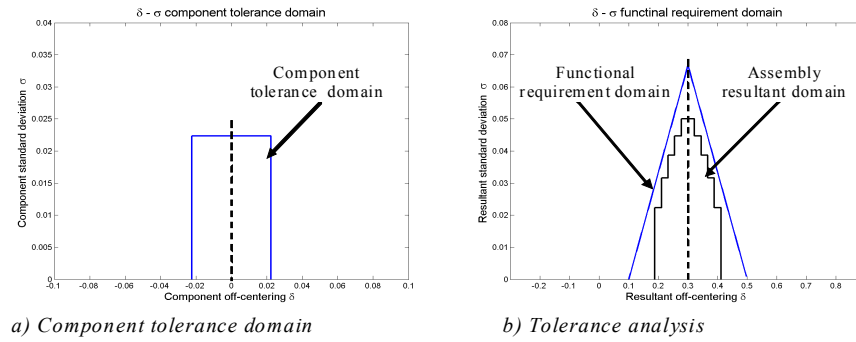 δ - σ component tolerance domain
0.04
0.035
0.03
0.025
0.02
0.015
0.01
0.005
0
Component standard deviation σ
Component
tolerance domain
-0.1 -0.08 -0.06 -0.04 -0.02 0 0.02 0.04 0.06 0.08 0.1
Component off-centering δ
a) Component tolerance domain
δ - σ functinal requirement domain
0.08
0.07
0.06
0.05
0.04
0.03
0.02
0.01
0
Resultant standard deviation σ
Functional
requirement domain
Assembly
resultant domain
-0.2 -0.1 0 0.1 0.2 0.3 0.4 0.5 0.6 0.7 0.8
Resultant off-centering δ
b) Tolerance analysis